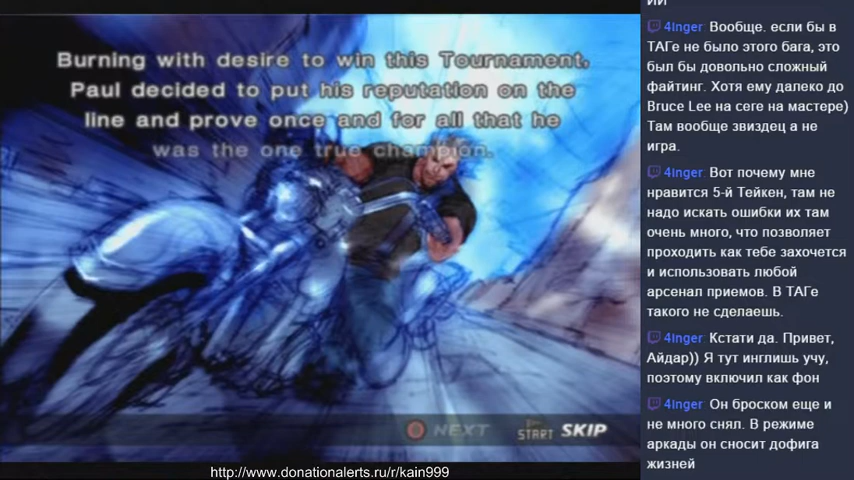 Burning with desire to win this Tournament,
Paul decided to put his reputation on the
line and prove once and for all that he
was the one true champion.
NEXT
START SKIP
http://www.donationalerts.ru/r/kain999
ии
4inger: Вообще. если бы в
ТАГе не было этого бага, это
был бы довольно сложный
файтинг. Хотя ему далеко до
Bruce Lee на сеге на мастере)
Там вообще звиздец а не
игра.
4inger: Вот почему мне
нравится 5-й Тейкен, там не
надо искать ошибки их там
очень много, что позволяет
проходить как тебе захочется
и использовать любой
арсенал приемов. В ТАГе
такого не сделаешь.
4inger: Кстати да. Привет,
Айдар)) Я тут инглишь учу,
поэтому включил как фон
4inger: Он броском еще и
не много снял. В режиме
аркады он сносит дофига
жизней